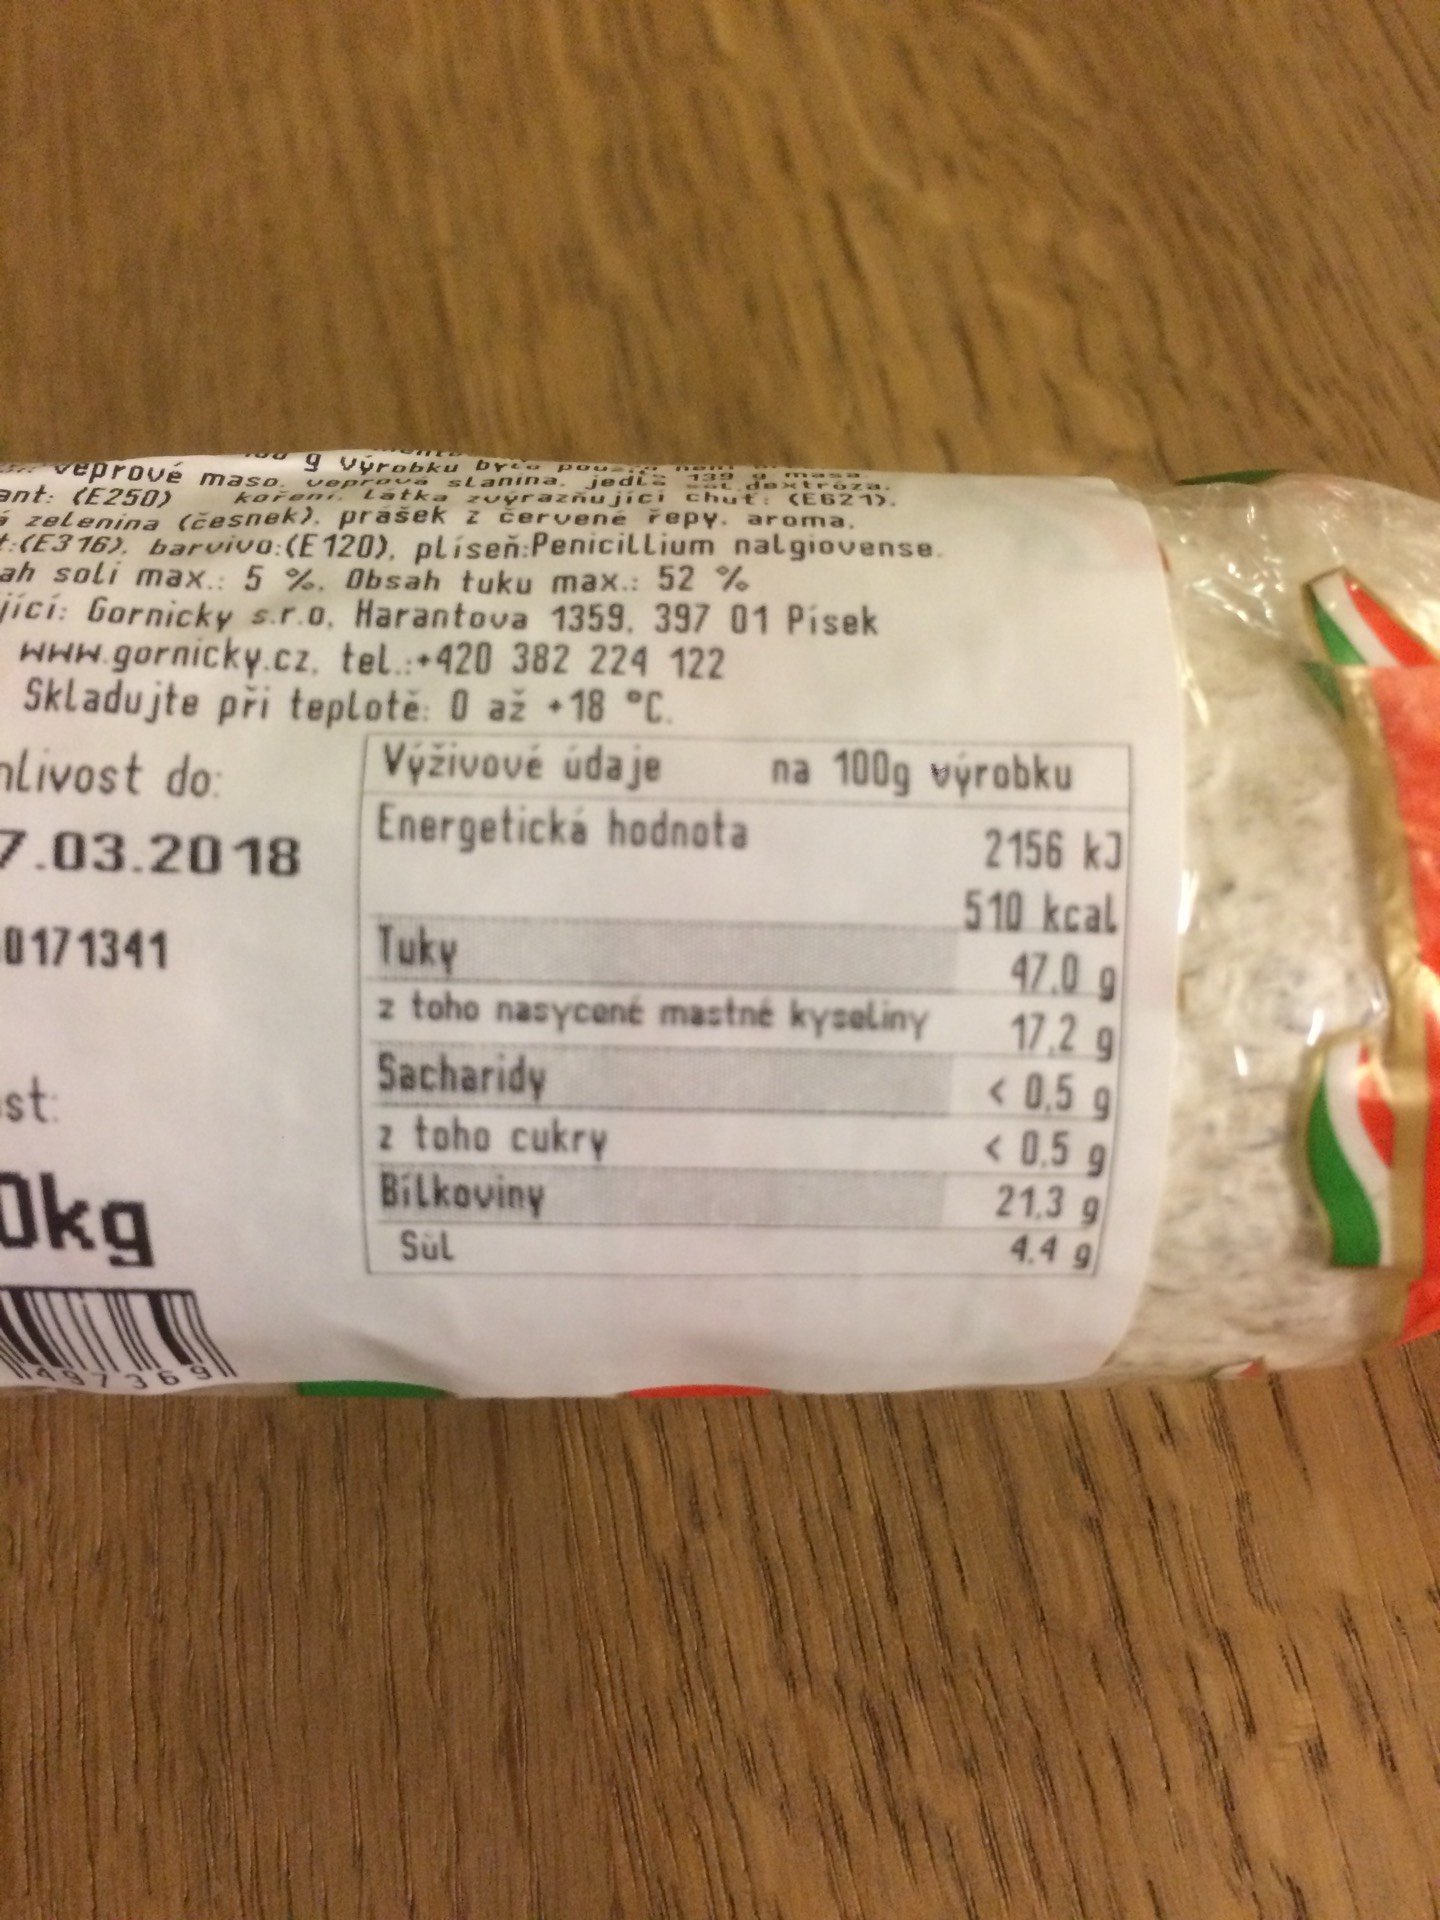 g výrobku bylo
vepřové maso, vepřová slanina, jedlá sůl, dextróza,
ant: (E250) koření, látka zvýrazňující chuť: (E621),
zelenina (česnek), prášek z červené řepy, aroma,
t:(E316), barvivo:(E120), plíseň:Penicillium nalgiovense.
ah soli max.: 5 %. Obsah tuku max.: 52 %
jící: Gornicky s.r.o, Harantova 1359, 397 01 Písek
www.gornicky.cz, tel.:+420 382 224 122
Skladujte při teplotě: 0 až +18 °C.
nlivost do:
7.03.2018
0171341
st:
0kg
497369
Výživové údaje na 100g výrobku
Energetická hodnota 2156 kJ
510 kcal
Tuky 47,0 g
z toho nasycené mastné kyseliny 17,2 g
Sacharidy < 0,5 g
z toho cukry < 0,5 g
Bílkoviny 21,3 g
Sůl 4,4 g